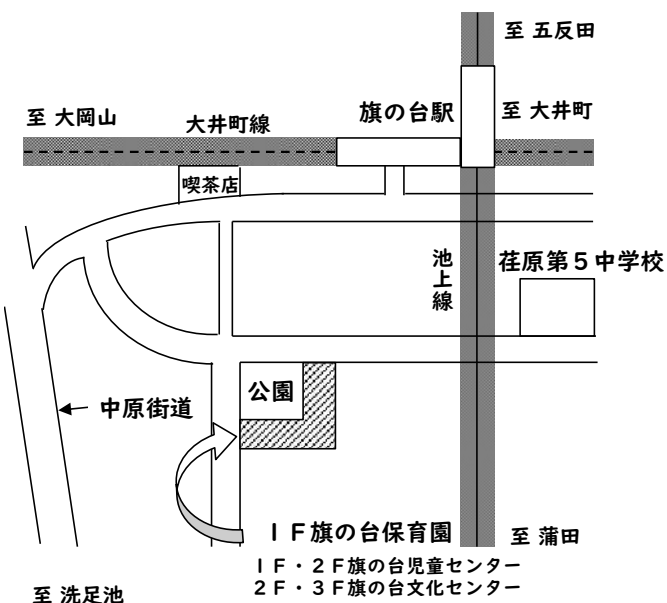 至 五反田
至 大岡山
大井町線
旗の台駅
至 大井町
喫茶店
池上線
荏原第５中学校
公園
中原街道
１Ｆ旗の台保育園
１Ｆ・２Ｆ旗の台児童センター
２Ｆ・３Ｆ旗の台文化センター
至 蒲田
至 洗足池